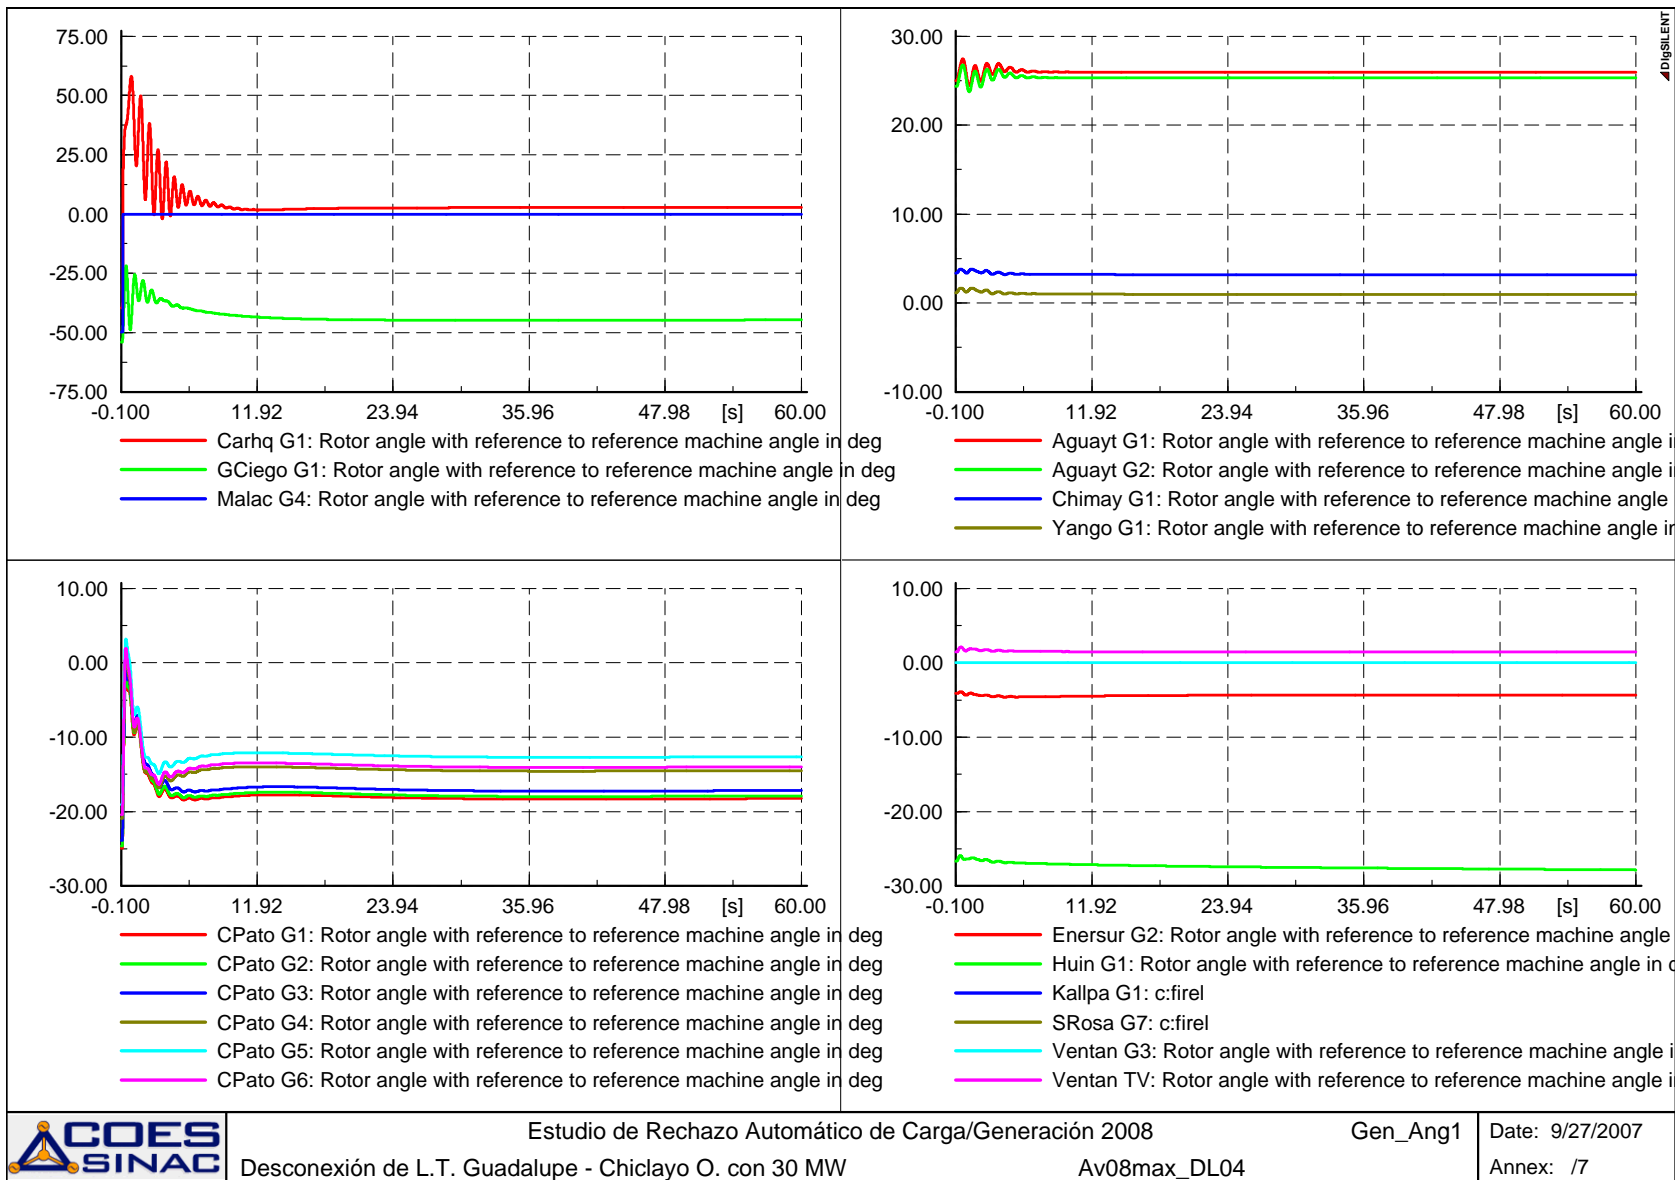 75.00
50.00
25.00
0.00
-25.00
-50.00
-75.00
-0.100 11.92 23.94 35.96 47.98 [s] 60.00
Carhq G1: Rotor angle with reference to reference machine angle in deg
GCiego G1: Rotor angle with reference to reference machine angle in deg
Malac G4: Rotor angle with reference to reference machine angle in deg
30.00
20.00
10.00
0.00
-10.00
-0.100 11.92 23.94 35.96 47.98 [s] 60.00
Aguayt G1: Rotor angle with reference to reference machine angle i
Aguayt G2: Rotor angle with reference to reference machine angle i
Chimay G1: Rotor angle with reference to reference machine angle
Yango G1: Rotor angle with reference to reference machine angle in
DIgSILENT
10.00
0.00
-10.00
-20.00
-30.00
-0.100 11.92 23.94 35.96 47.98 [s] 60.00
CPato G1: Rotor angle with reference to reference machine angle in deg
CPato G2: Rotor angle with reference to reference machine angle in deg
CPato G3: Rotor angle with reference to reference machine angle in deg
CPato G4: Rotor angle with reference to reference machine angle in deg
CPato G5: Rotor angle with reference to reference machine angle in deg
CPato G6: Rotor angle with reference to reference machine angle in deg
10.00
0.00
-10.00
-20.00
-30.00
-0.100 11.92 23.94 35.96 47.98 [s] 60.00
Enersur G2: Rotor angle with reference to reference machine angle
Huin G1: Rotor angle with reference to reference machine angle in d
Kallpa G1: c:firel
SRosa G7: c:firel
Ventan G3: Rotor angle with reference to reference machine angle i
Ventan TV: Rotor angle with reference to reference machine angle i
COES
SINAC
Estudio de Rechazo Automático de Carga/Generación 2008 Gen_Ang1
Desconexión de L.T. Guadalupe - Chiclayo O. con 30 MW Av08max_DL04
Date: 9/27/2007
Annex: /7